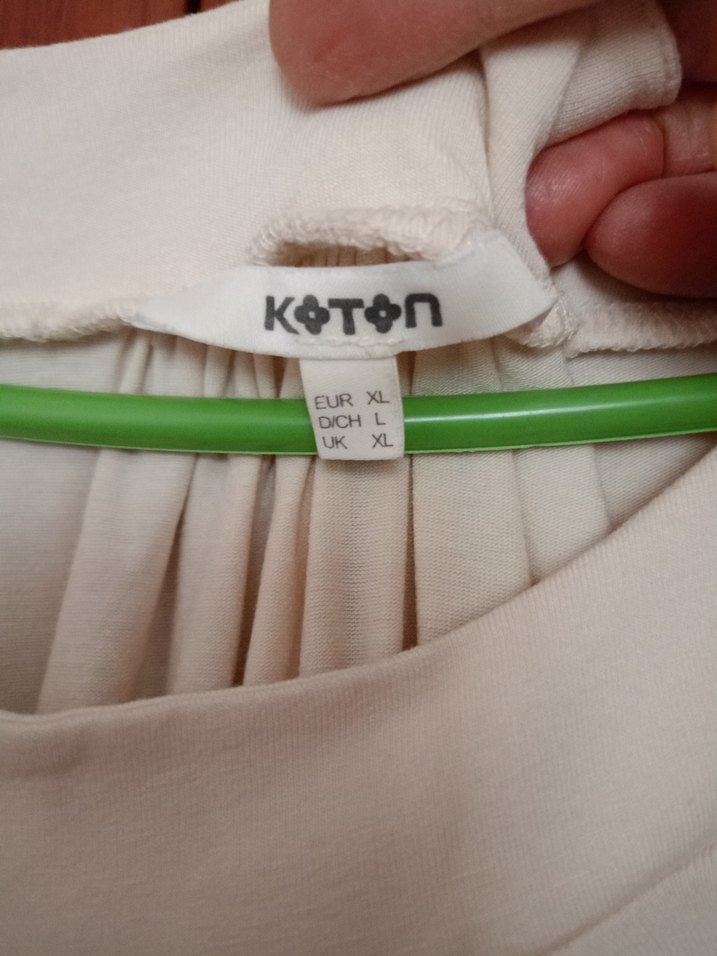 KOTON
EUR XL
D/CH L
UK XL